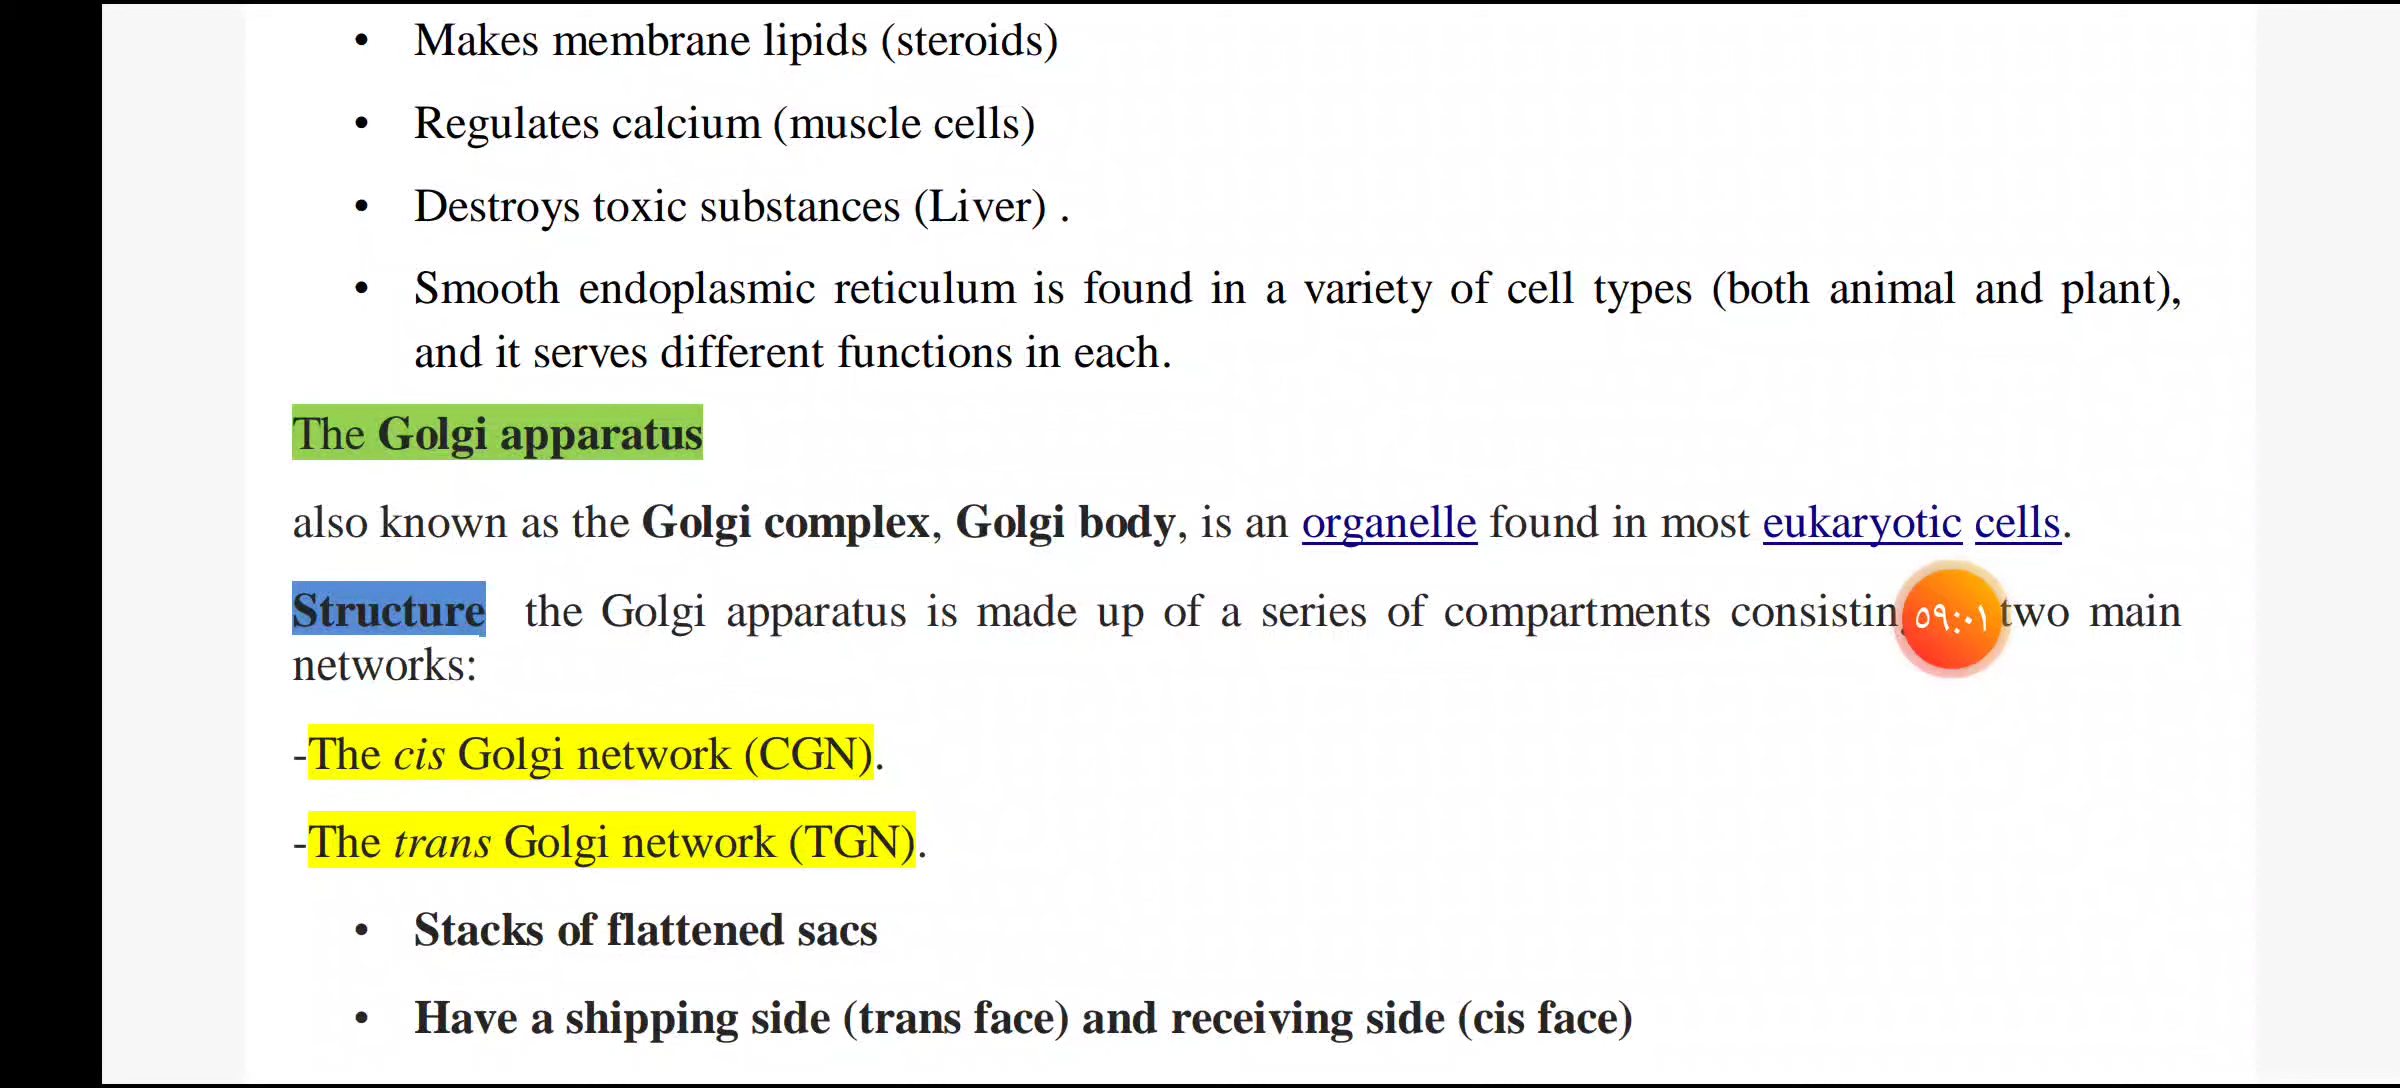 • Makes membrane lipids (steroids)
• Regulates calcium (muscle cells)
• Destroys toxic substances (Liver) .
• Smooth endoplasmic reticulum is found in a variety of cell types (both animal and plant),
and it serves different functions in each.
The Golgi apparatus
also known as the Golgi complex, Golgi body, is an organelle found in most eukaryotic cells.
Structure the Golgi apparatus is made up of a series of compartments consistin ٥٩:٠١ two main
networks:
-The cis Golgi network (CGN).
-The trans Golgi network (TGN).
• Stacks of flattened sacs
• Have a shipping side (trans face) and receiving side (cis face)